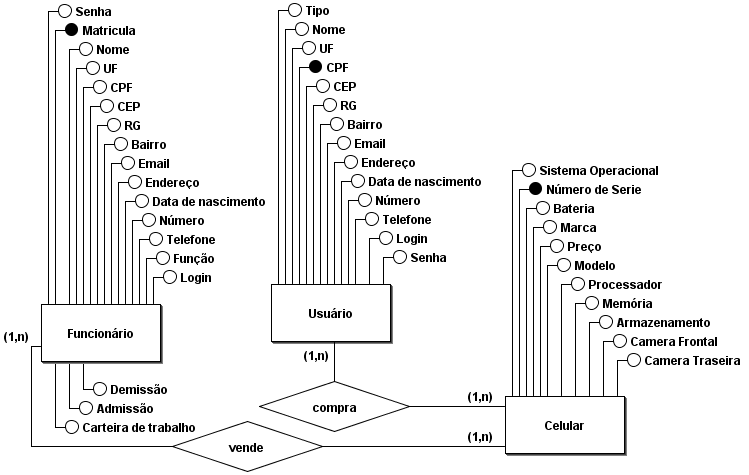 Senha
Matricula
Nome
UF
CPF
CEP
RG
Bairro
Email
Endereço
Data de nascimento
Número
Telefone
Função
Login
Funcionário
(1,n)
Demissão
Admissão
Carteira de trabalho
Tipo
Nome
UF
CPF
CEP
RG
Bairro
Email
Endereço
Data de nascimento
Número
Telefone
Login
Senha
Usuário
(1,n)
compra
(1,n)
vende
(1,n)
Sistema Operacional
Número de Serie
Bateria
Marca
Preço
Modelo
Processador
Memória
Armazenamento
Camera Frontal
Camera Traseira
Celular